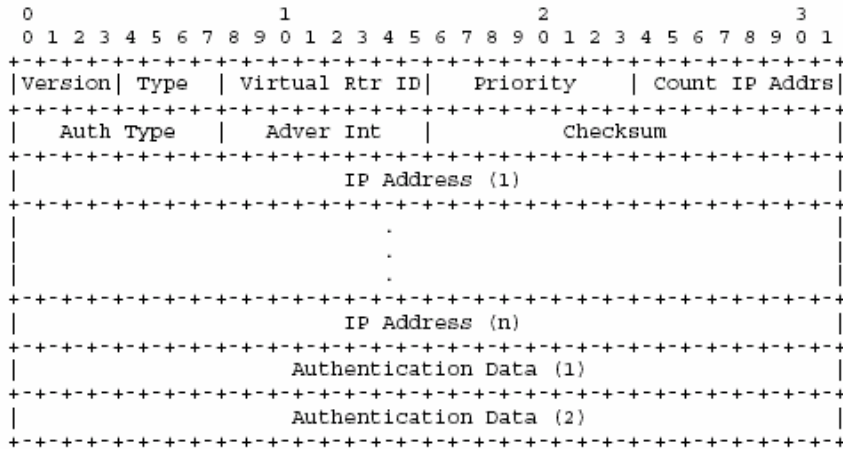 0                   1                   2                   3
 0 1 2 3 4 5 6 7 8 9 0 1 2 3 4 5 6 7 8 9 0 1 2 3 4 5 6 7 8 9 0 1
+-+-+-+-+-+-+-+-+-+-+-+-+-+-+-+-+-+-+-+-+-+-+-+-+-+-+-+-+-+-+-+-+
|Version| Type  | Virtual Rtr ID|   Priority    | Count IP Addrs|
+-+-+-+-+-+-+-+-+-+-+-+-+-+-+-+-+-+-+-+-+-+-+-+-+-+-+-+-+-+-+-+-+
|   Auth Type   |   Adver Int   |          Checksum             |
+-+-+-+-+-+-+-+-+-+-+-+-+-+-+-+-+-+-+-+-+-+-+-+-+-+-+-+-+-+-+-+-+
|                         IP Address (1)                        |
+-+-+-+-+-+-+-+-+-+-+-+-+-+-+-+-+-+-+-+-+-+-+-+-+-+-+-+-+-+-+-+-+
|                            .                                  |
|                            .                                  |
|                            .                                  |
+-+-+-+-+-+-+-+-+-+-+-+-+-+-+-+-+-+-+-+-+-+-+-+-+-+-+-+-+-+-+-+-+
|                         IP Address (n)                        |
+-+-+-+-+-+-+-+-+-+-+-+-+-+-+-+-+-+-+-+-+-+-+-+-+-+-+-+-+-+-+-+-+
|                     Authentication Data (1)                   |
+-+-+-+-+-+-+-+-+-+-+-+-+-+-+-+-+-+-+-+-+-+-+-+-+-+-+-+-+-+-+-+-+
|                     Authentication Data (2)                   |
+-+-+-+-+-+-+-+-+-+-+-+-+-+-+-+-+-+-+-+-+-+-+-+-+-+-+-+-+-+-+-+-+